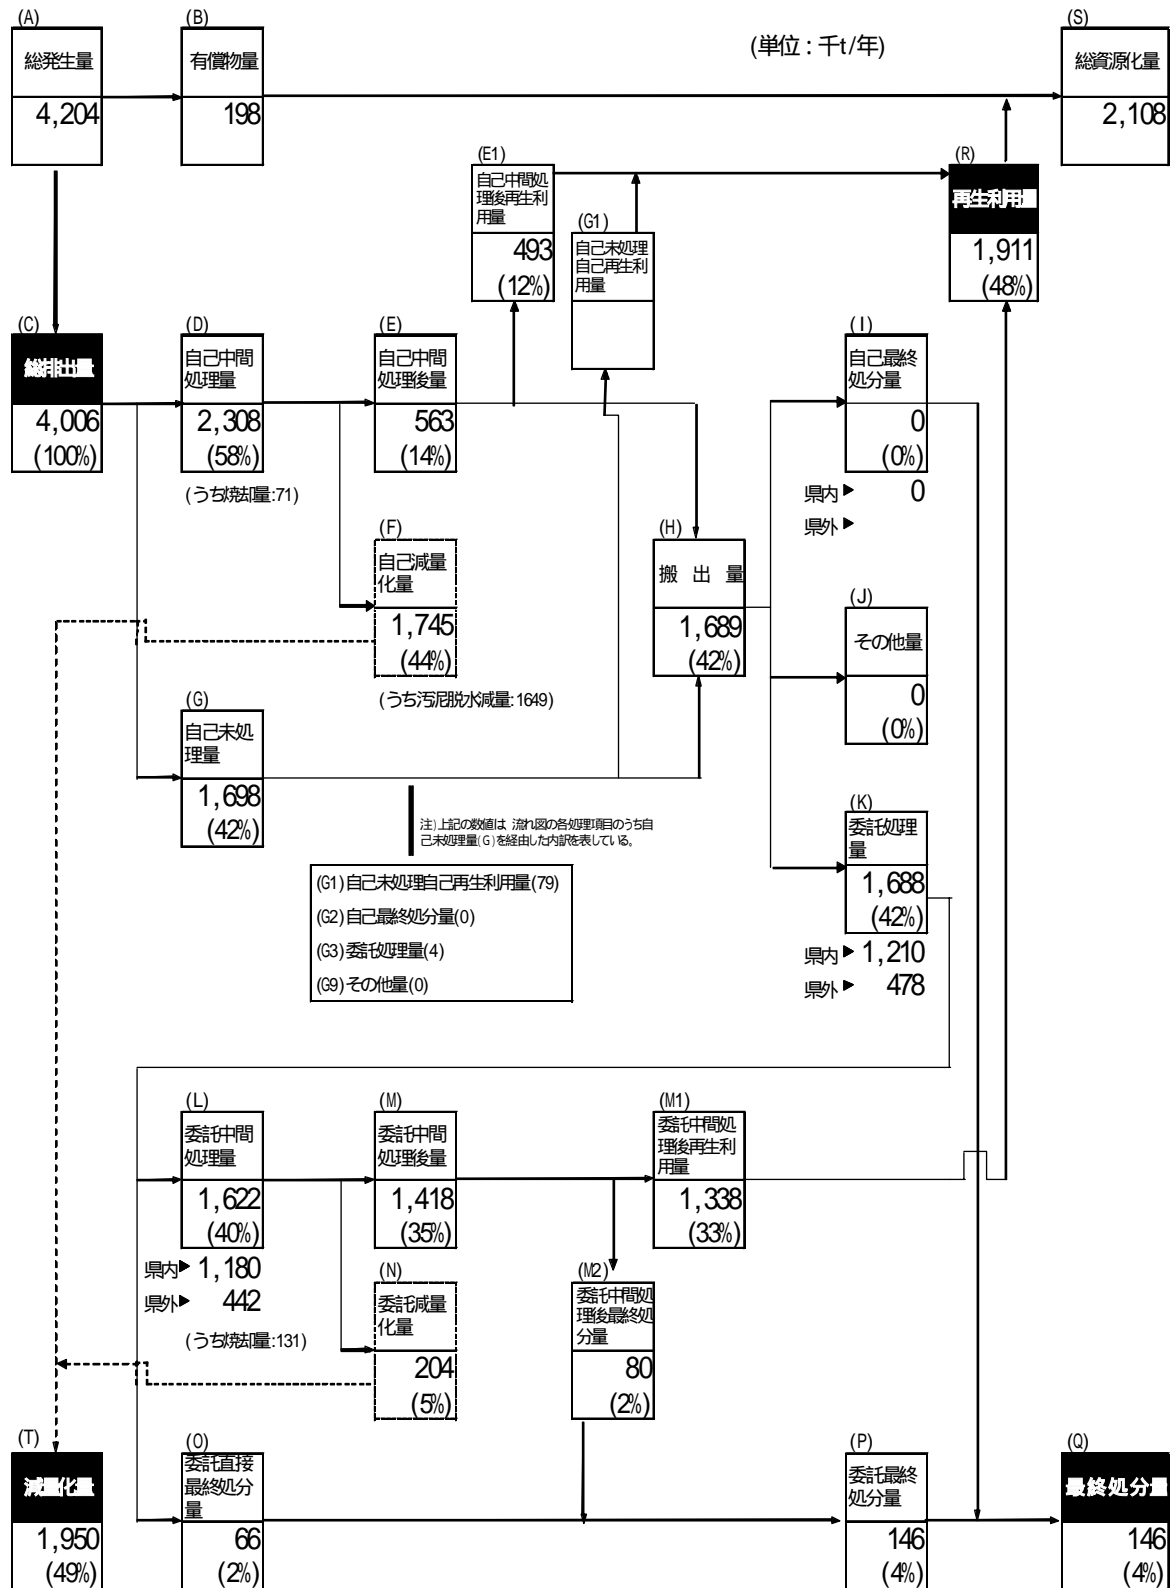 (A)
総発生量
4,204
(B)
有償物量
198
(単位：千t/年)
(S)
総資源化量
2,108
(E1)
自己中間処
理後再生利
用量
493
(12%)
(G1)
自己未処理
自己再生利
用量
(R)
再生利用量
1,911
(48%)
(C)
総排出量
4,006
(100%)
(D)
自己中間
処理量
2,308
(58%)
(うち焼却量:71)
(E)
自己中間
処理後量
563
(14%)
(I)
自己最終
処分量
0
(0%)
県内▶ 0
県外▶
(F)
自己減量
化量
1,745
(44%)
(うち汚泥脱水減量:1649)
(H)
搬 出 量
1,689
(42%)
(J)
その他量
0
(0%)
(G)
自己未処
理量
1,698
(42%)
注)上記の数値は 流れ図の各処理項目のうち自
己未処理量(G)を経由した内訳を表している。
(G1)自己未処理自己再生利用量(79)
(G2)自己最終処分量(0)
(G3)委託処理量(4)
(G9)その他量(0)
(K)
委託処理
量
1,688
(42%)
県内▶ 1,210
県外▶ 478
(L)
委託中間
処理量
1,622
(40%)
県内▶ 1,180
県外▶ 442
(うち焼却量:131)
(M)
委託中間
処理後量
1,418
(35%)
(M1)
委託中間処
理後再生利
用量
1,338
(33%)
(N)
委託減量
化量
204
(5%)
(M2)
委託中間処
理後最終処
分量
80
(2%)
(T)
減量化量
1,950
(49%)
(O)
委託直接
最終処分
量
66
(2%)
(P)
委託最終
処分量
146
(4%)
(Q)
最終処分量
146
(4%)